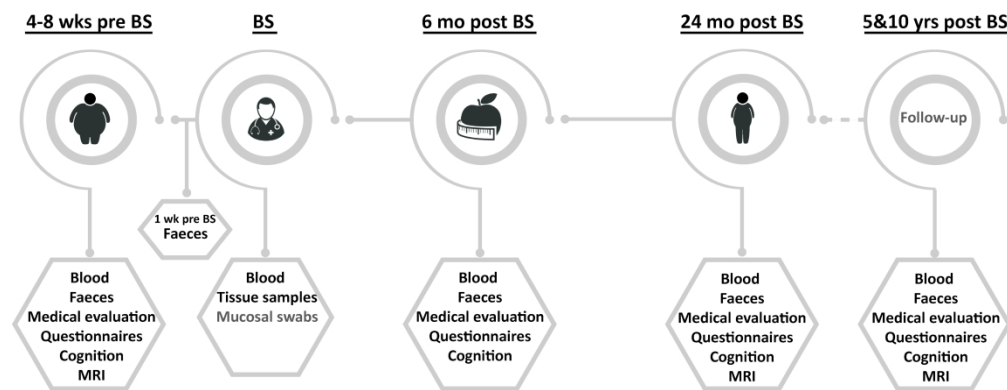 4-8 wks pre BS
BS
6 mo post BS
24 mo post BS
5&10 yrs post BS
Follow-up
1 wk pre BS
Faeces
Blood
Faeces
Medical evaluation
Questionnaires
Cognition
MRI
Blood
Tissue samples
Mucosal swabs
Blood
Faeces
Medical evaluation
Questionnaires
Cognition
Blood
Faeces
Medical evaluation
Questionnaires
Cognition
MRI
Blood
Faeces
Medical evaluation
Questionnaires
Cognition
MRI